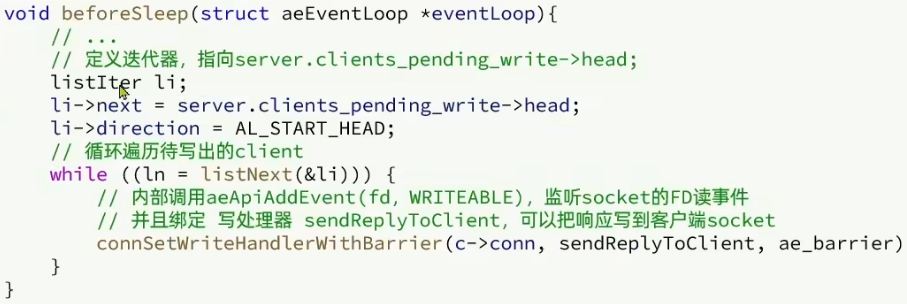 void beforeSleep(struct aeEventLoop *eventLoop){
    // ...
    // 定义迭代器，指向server.clients_pending_write->head;
    listIter li;
    li->next = server.clients_pending_write->head;
    li->direction = AL_START_HEAD;
    // 循环遍历待写出的client
    while ((ln = listNext(&li))) {
        // 内部调用aeApiAddEvent(fd, WRITEABLE)，监听socket的FD读事件
        // 并且绑定 写处理器 sendReplyToClient，可以把响应写到客户端socket
        connSetWriteHandlerWithBarrier(c->conn, sendReplyToClient, ae_barrier)
    }
}